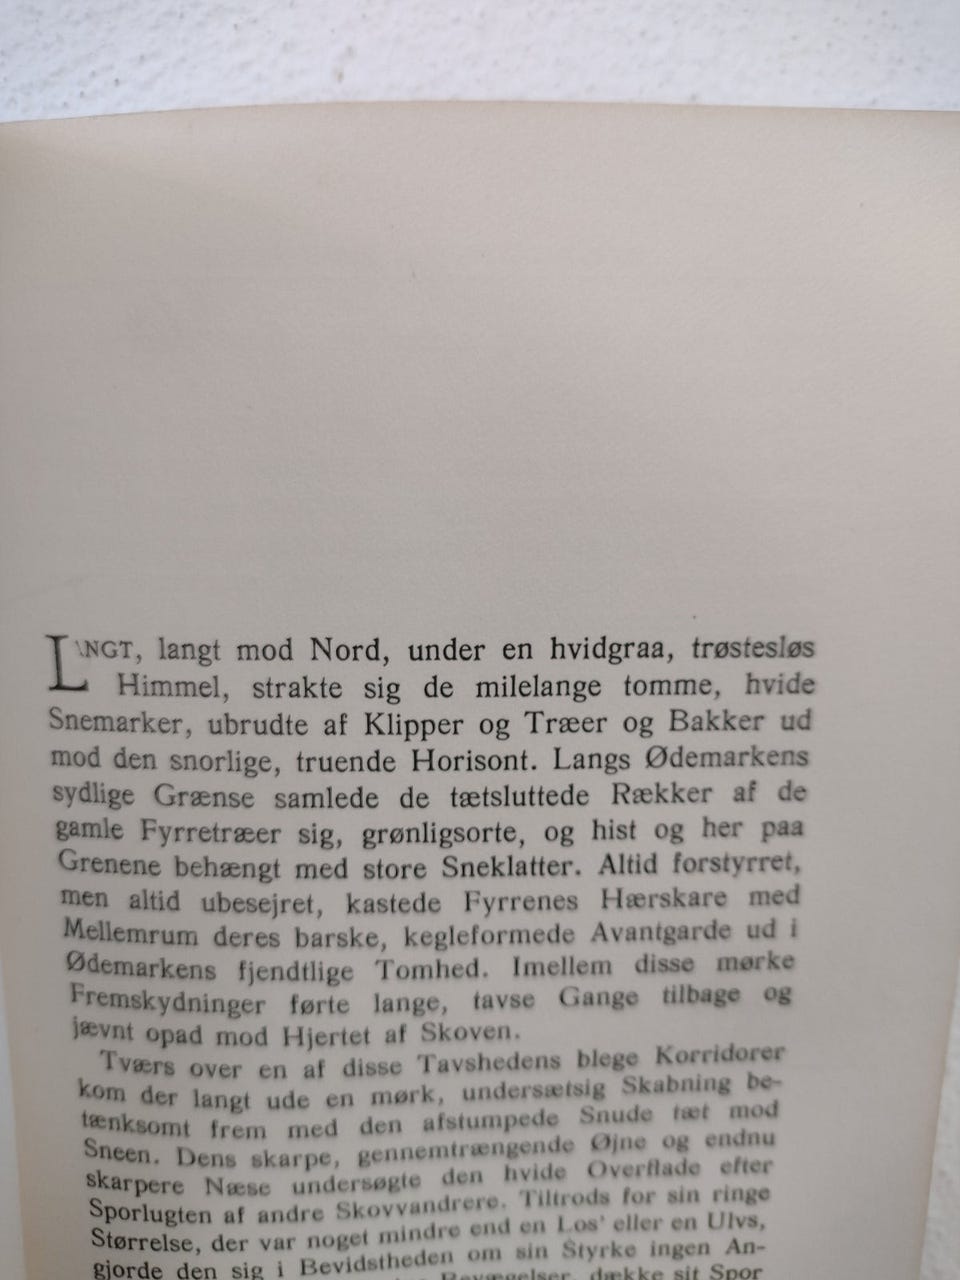 LANGT, langt mod Nord, under en hvidgraa, trøstesløs
Himmel, strakte sig de milelange tomme, hvide
Snemarker, ubrudte af Klipper og Træer og Bakker ud
mod den snorlige, truende Horisont. Langs Ødemarkens
sydlige Grænse samlede de tætsluttede Rækker af de
gamle Fyrretræer sig, grønligsorte, og hist og her paa
Grenene behængt med store Sneklatter. Altid forstyrret,
men altid ubesejret, kastede Fyrrenes Hærskare med
Mellemrum deres barske, kegleformede Avantgarde ud i
Ødemarkens fjendtlige Tomhed. Imellem disse mørke
Fremskydninger førte lange, tavse Gange tilbage og
jævnt opad mod Hjertet af Skoven.
Tværs over en af disse Tavshedens blege Korridorer
kom der langt ude en mørk, undersætsig Skabning be-
tænksomt frem med den afstumpede Snude tæt mod
Sneen. Dens skarpe, gennemtrængende Øjne og endnu
skarpere Næse undersøgte den hvide Overflade efter
Sporlugten af andre Skovvandrere. Tiltrods for sin ringe
Størrelse, der var noget mindre end en Los' eller en Ulvs,
gjorde den sig i Bevidstheden om sin Styrke ingen An-
Bevægelser, dække sit Spor